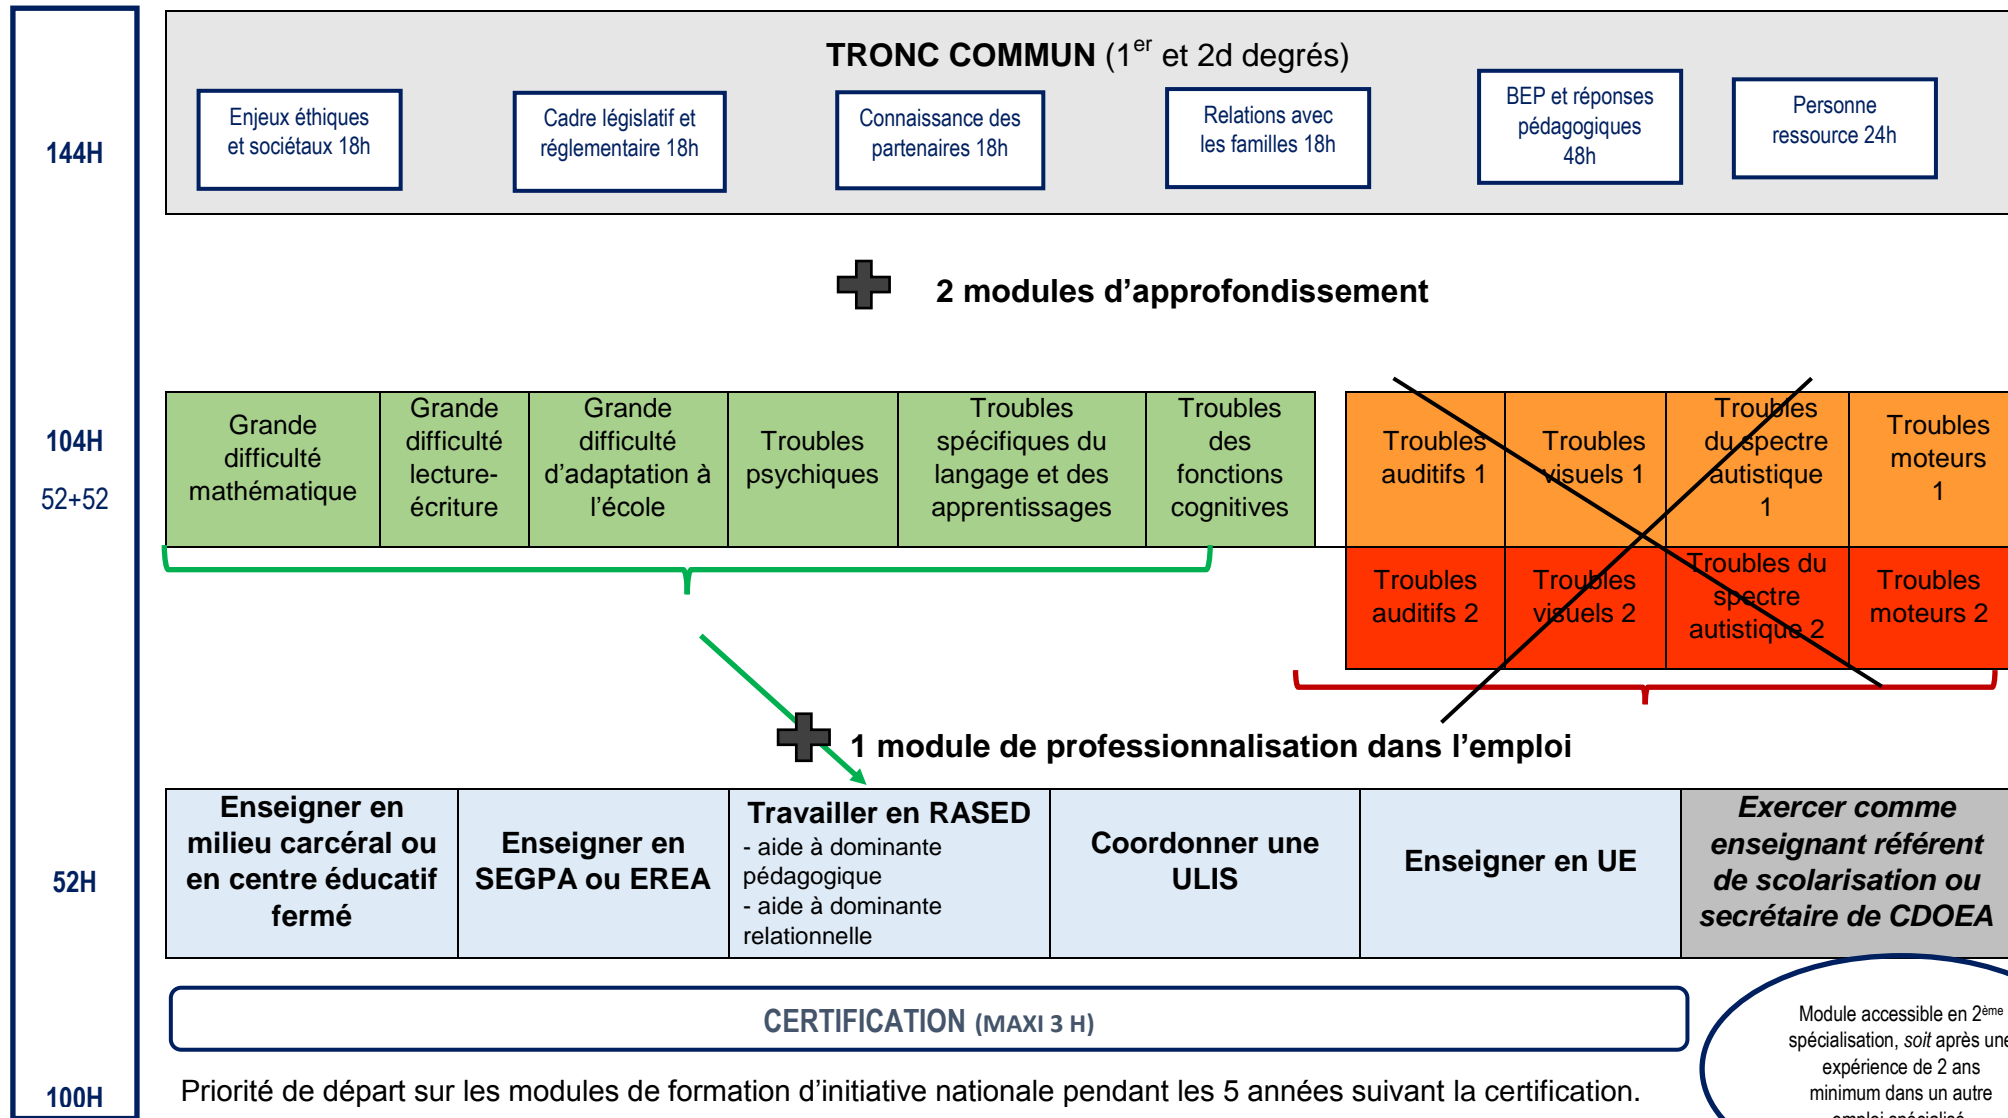 TRONC COMMUN (1er et 2d degrés)
144H
Enjeux éthiques
et sociétaux 18h
Cadre législatif et
réglementaire 18h
Connaissance des
partenaires 18h
Relations avec
les familles 18h
BEP et réponses
pédagogiques
48h
Personne
ressource 24h
2 modules d’approfondissement
104H
52+52
Grande
difficulté
mathématique
Grande
difficulté
lecture-
écriture
Grande
difficulté
d’adaptation à
l’école
Troubles
psychiques
Troubles
spécifiques du
langage et des
apprentissages
Troubles
des
fonctions
cognitives
Troubles
auditifs 1
Troubles
visuels 1
Troubles
du spectre
autistique
1
Troubles
moteurs
1
Troubles
auditifs 2
Troubles
visuels 2
Troubles du
spectre
autistique 2
Troubles
moteurs 2
1 module de professionnalisation dans l’emploi
52H
Enseigner en
milieu carcéral ou
en centre éducatif
fermé
Enseigner en
SEGPA ou EREA
Travailler en RASED
- aide à dominante
pédagogique
- aide à dominante
relationnelle
Coordonner une
ULIS
Enseigner en UE
Exercer comme
enseignant référent
de scolarisation ou
secrétaire de CDOEA
CERTIFICATION (MAXI 3 H)
100H
Priorité de départ sur les modules de formation d’initiative nationale pendant les 5 années suivant la certification.
Module accessible en 2ème
spécialisation, soit après une
expérience de 2 ans
minimum dans un autre
emploi spécialisé